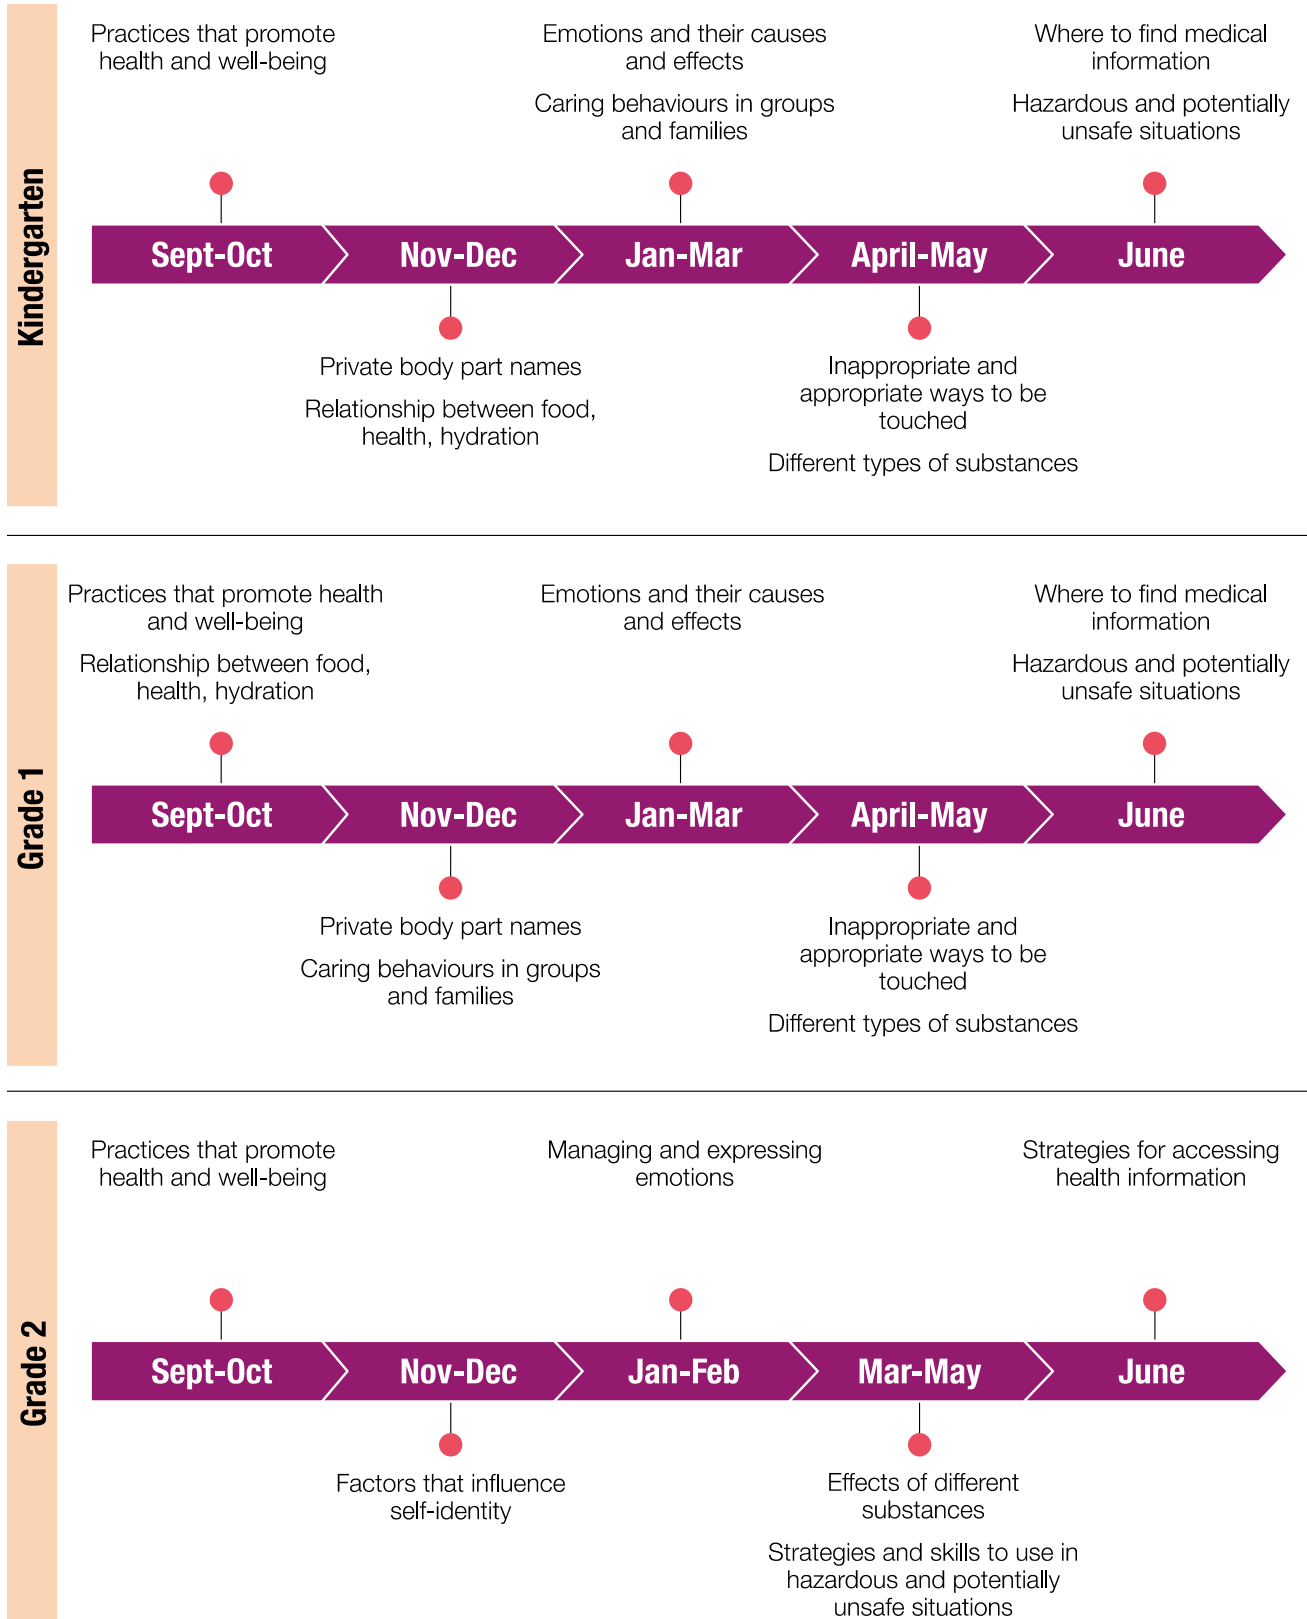 Kindergarten
Practices that promote
health and well-being
Emotions and their causes
and effects
Caring behaviours in groups
and families
Where to find medical
information
Hazardous and potentially
unsafe situations
Sept-Oct
Nov-Dec
Jan-Mar
April-May
June
Private body part names
Relationship between food,
health, hydration
Inappropriate and
appropriate ways to be
touched
Different types of substances
Grade 1
Practices that promote health
and well-being
Relationship between food,
health, hydration
Emotions and their causes
and effects
Where to find medical
information
Hazardous and potentially
unsafe situations
Sept-Oct
Nov-Dec
Jan-Mar
April-May
June
Private body part names
Caring behaviours in groups
and families
Inappropriate and
appropriate ways to be
touched
Different types of substances
Grade 2
Practices that promote
health and well-being
Managing and expressing
emotions
Strategies for accessing
health information
Sept-Oct
Nov-Dec
Jan-Feb
Mar-May
June
Factors that influence
self-identity
Effects of different
substances
Strategies and skills to use in
hazardous and potentially
unsafe situations